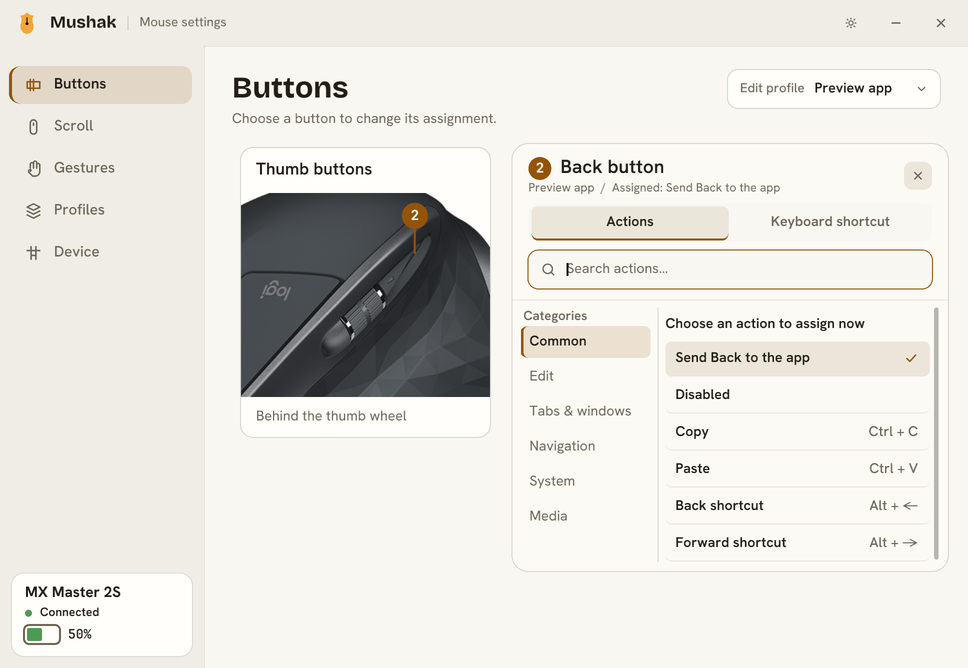 Mushak
Mouse settings
Buttons
Scroll
Gestures
Profiles
Device
MX Master 2S
Connected
50%
Buttons
Choose a button to change its assignment.
Edit profile Preview app
Thumb buttons
2
logi
Behind the thumb wheel
2 Back button
Preview app / Assigned: Send Back to the app
Actions
Keyboard shortcut
Search actions...
Categories
Common
Edit
Tabs & windows
Navigation
System
Media
Choose an action to assign now
Send Back to the app
Disabled
Copy Ctrl + C
Paste Ctrl + V
Back shortcut Alt + ←
Forward shortcut Alt + →